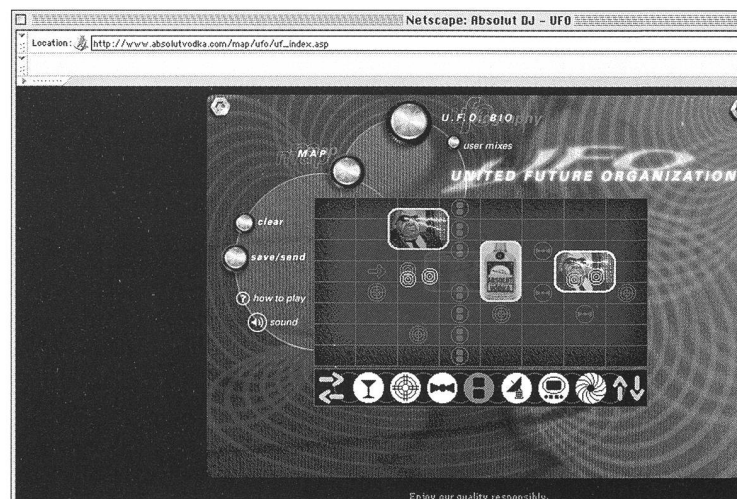 Netscape: Absolut DJ - UFO
Location: http://www.absolutvodka.com/map/ufo/uf_index.asp
U.F.O. BIO
user mixes
MAP
UFO
UNITED FUTURE ORGANIZATION
clear
save/send
? how to play
sound
Enjoy our quality responsibly.